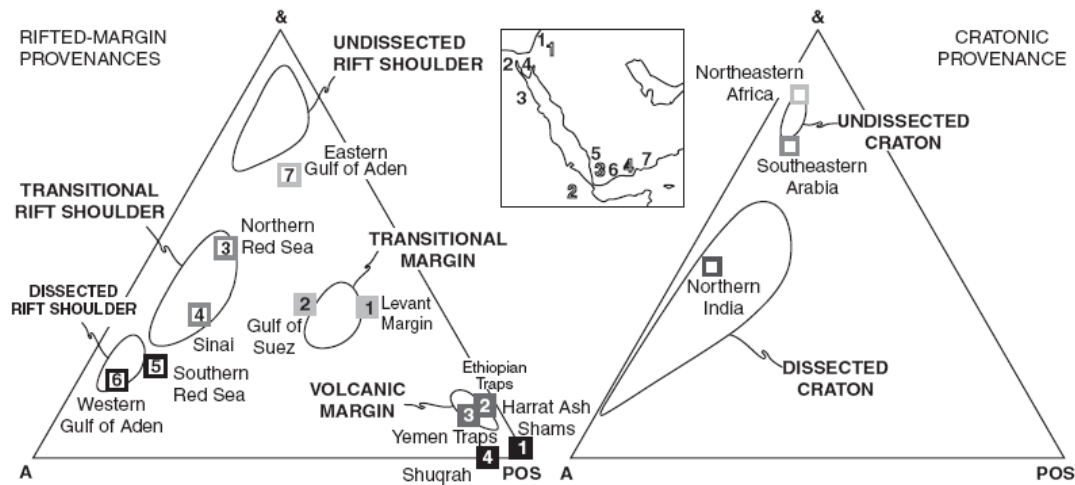 &
RIFTED-MARGIN
PROVENANCES
UNDISSECTED
RIFT SHOULDER
Eastern
Gulf of Aden
7
TRANSITIONAL
RIFT SHOULDER
Northern
Red Sea
3
TRANSITIONAL
MARGIN
DISSECTED
RIFT SHOULDER
4
Sinai
2
Gulf of
Suez
1
Levant
Margin
5
Southern
Red Sea
6
Western
Gulf of Aden
VOLCANIC
MARGIN
Ethiopian
Traps
2
Harrat Ash
Shams
3
Yemen Traps
1
4
Shuqrah
A
POS
1
1
2
4
3
5
3
6
4
7
2
&
CRATONIC
PROVENANCE
Northeastern
Africa
UNDISSECTED
CRATON
Southeastern
Arabia
Northern
India
DISSECTED
CRATON
A
POS